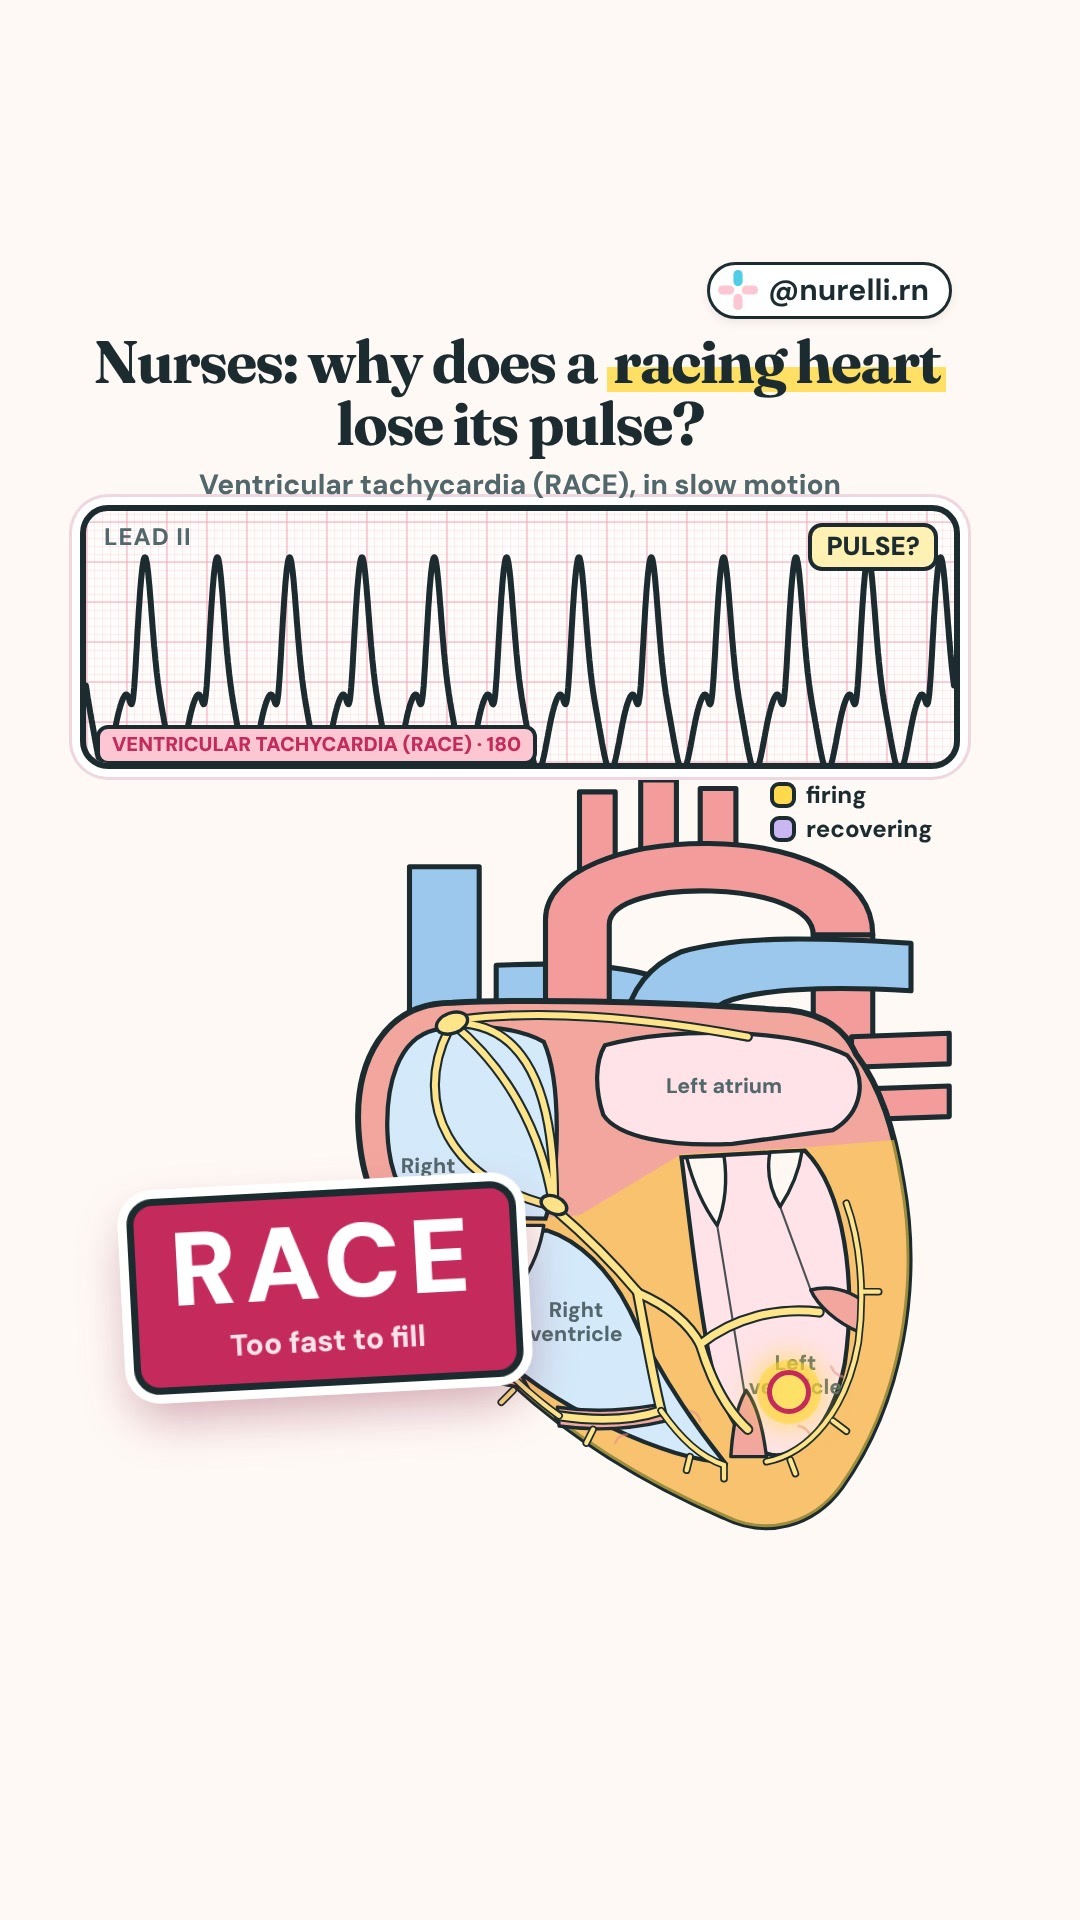 @nurelli.rn
Nurses: why does a racing heart
lose its pulse?
Ventricular tachycardia (RACE), in slow motion
LEAD II
PULSE?
VENTRICULAR TACHYCARDIA (RACE) · 180
firing
recovering
Left atrium
Right
RACE
Too fast to fill
Right
ventricle
Left
ventricle